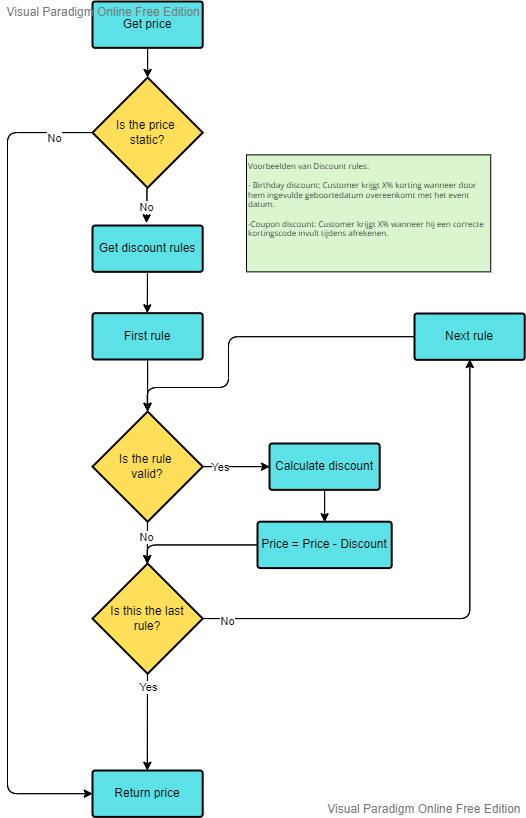 Visual Paradigm Online Free Edition
Get price
Is the price
static?
No
No
Voorbeelden van Discount rules:
- Birthday discount: Customer krijgt X% korting wanneer door
hem ingevulde geboortedatum overeenkomt met het event
datum.
-Coupon discount: Customer krijgt X% wanneer hij een correcte
kortingscode invult tijdens afrekenen.
Get discount rules
First rule
Next rule
Is the rule
valid?
Yes
Calculate discount
No
Price = Price - Discount
Is this the last
rule?
No
Yes
Return price
Visual Paradigm Online Free Edition